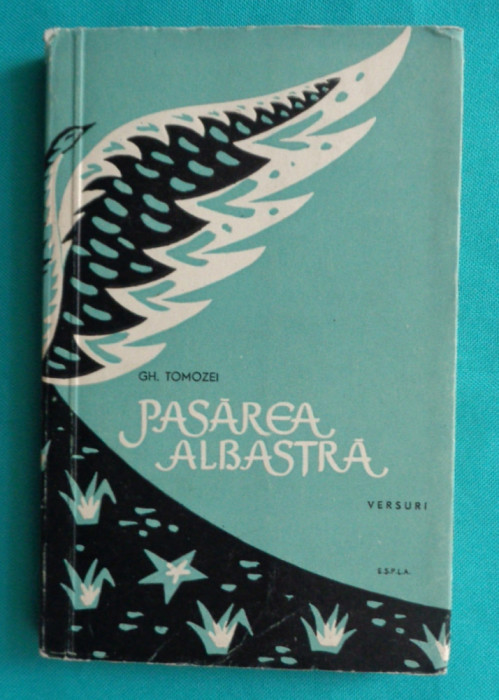 GH. TOMOZEI
PASĂREA
ALBASTRĂ
VERSURI
E.S.P.L.A.